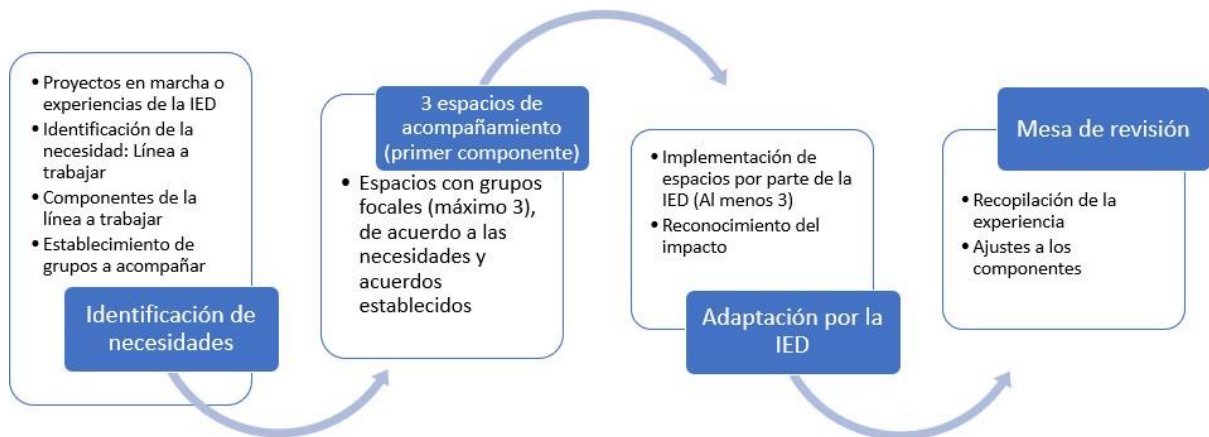 • Proyectos en marcha o
experiencias de la IED
• Identificación de la
necesidad: Línea a
trabajar
• Componentes de la
línea a trabajar
• Establecimiento de
grupos a acompañar
Identificación de
necesidades
3 espacios de
acompañamiento
(primer componente)
• Espacios con grupos
focales (máximo 3),
de acuerdo a las
necesidades y
acuerdos
establecidos
• Implementación de
espacios por parte de la
IED (Al menos 3)
• Reconocimiento del
impacto
Adaptación por la
IED
Mesa de revisión
• Recopilación de la
experiencia
• Ajustes a los
componentes